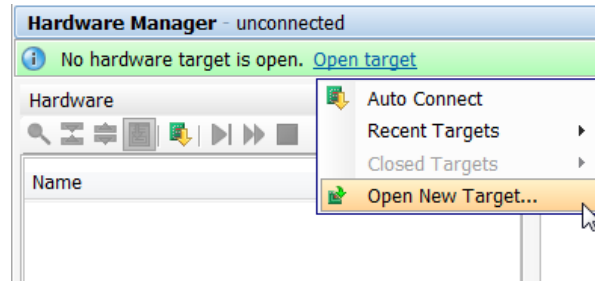 Hardware Manager - unconnected
No hardware target is open. Open target
Hardware
Auto Connect
Recent Targets
Closed Targets
Name
Open New Target...